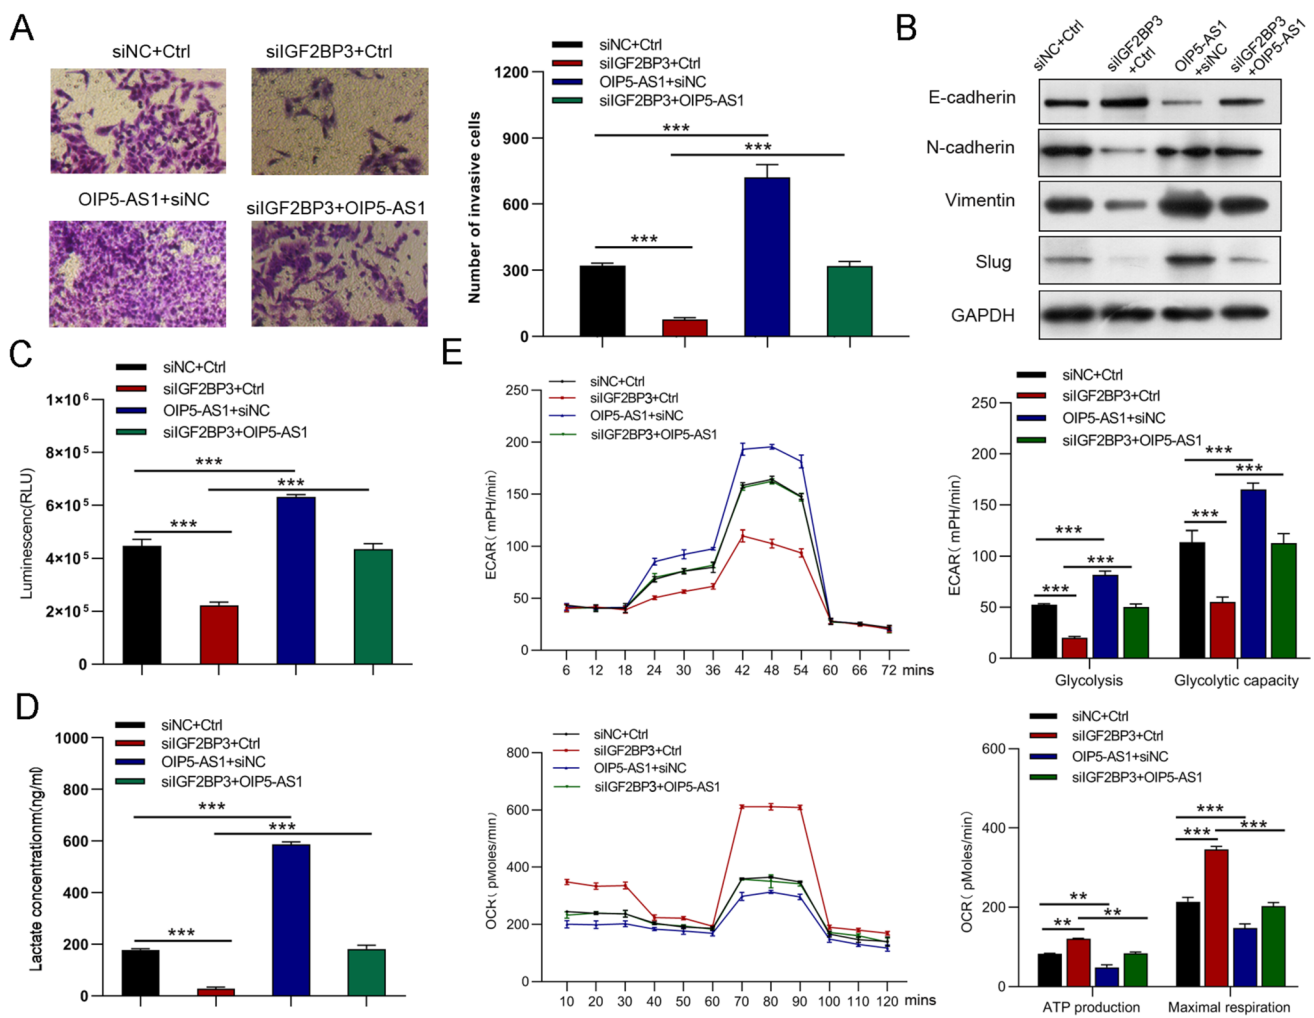 A
siNC+Ctrl
siIGF2BP3+Ctrl
OIP5-AS1+siNC
siIGF2BP3+OIP5-AS1
siNC+Ctrl
siIGF2BP3+Ctrl
OIP5-AS1+siNC
siIGF2BP3+OIP5-AS1
Number of invasive cells
1200
900
600
300
0
***
***
***
B
siNC+Ctrl
siIGF2BP3
+Ctrl
OIP5-AS1
+siNC
siIGF2BP3
+OIP5-AS1
E-cadherin
N-cadherin
Vimentin
Slug
GAPDH
C
siNC+Ctrl
siIGF2BP3+Ctrl
OIP5-AS1+siNC
siIGF2BP3+OIP5-AS1
Luminescenc(RLU)
1×10⁶
8×10⁵
6×10⁵
4×10⁵
2×10⁵
0
***
***
***
D
siNC+Ctrl
siIGF2BP3+Ctrl
OIP5-AS1+siNC
siIGF2BP3+OIP5-AS1
Lactate concentrationm(ng/ml)
1000
800
600
400
200
0
***
***
***
E
siNC+Ctrl
siIGF2BP3+Ctrl
OIP5-AS1+siNC
siIGF2BP3+OIP5-AS1
ECAR( mPH/min)
250
200
150
100
50
0
6 12 18 24 30 36 42 48 54 60 66 72 mins
siNC+Ctrl
siIGF2BP3+Ctrl
OIP5-AS1+siNC
siIGF2BP3+OIP5-AS1
ECAR( mPH/min)
250
200
150
100
50
0
***
***
***
***
***
***
Glycolysis Glycolytic capacity
siNC+Ctrl
siIGF2BP3+Ctrl
OIP5-AS1+siNC
siIGF2BP3+OIP5-AS1
OCR( pMoles/min)
800
600
400
200
0
10 20 30 40 50 60 70 80 90 100 110 120 mins
siNC+Ctrl
siIGF2BP3+Ctrl
OIP5-AS1+siNC
siIGF2BP3+OIP5-AS1
OCR( pMoles/min)
600
400
200
0
**
**
**
***
***
***
ATP production Maximal respiration